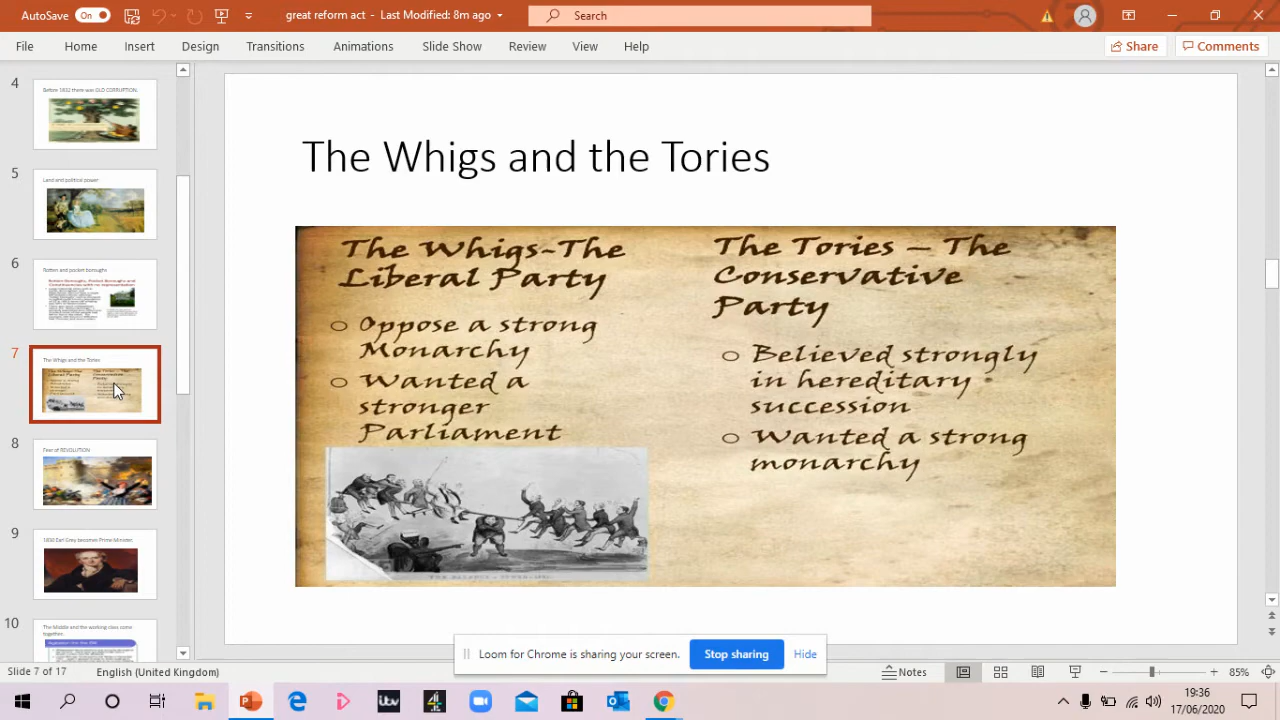 AutoSave On
great reform act - Last Modified: 8m ago
Search
File Home Insert Design Transitions Animations Slide Show Review View Help Share Comments
4
Before 1832 there was OLD CORRUPTION.
5
Land and political power
6
Rotten and pocket boroughs
7
The Whigs and the Tories
8
Fear of REVOLUTION
9
1830 Earl Grey becomes Prime Minister.
10
The Middle and the working class come
together.
The Whigs and the Tories
The Whigs-The
Liberal Party
Oppose a strong
Monarchy
Wanted a
stronger
Parliament
The Tories – The
Conservative
Party
Believed strongly
in hereditary
succession
Wanted a strong
monarchy
Loom for Chrome is sharing your screen. Stop sharing Hide
Slide 7 of 17 English (United Kingdom) Notes 85%
itv 4
19:36
17/06/2020